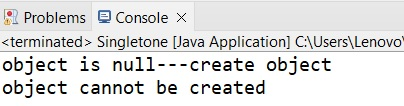 Problems Console
<terminated> Singletone [Java Application] C:\Users\Lenovo\
object is null---create object
object cannot be created